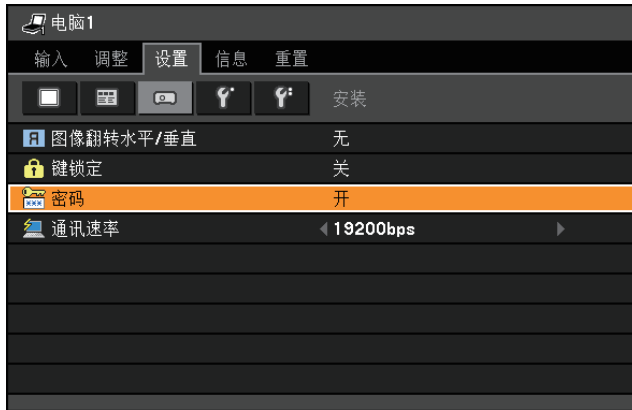 电脑1
输入 调整 设置 信息 重置
安装
图像翻转水平/垂直 无
键锁定 关
密码 开
通讯速率 19200bps